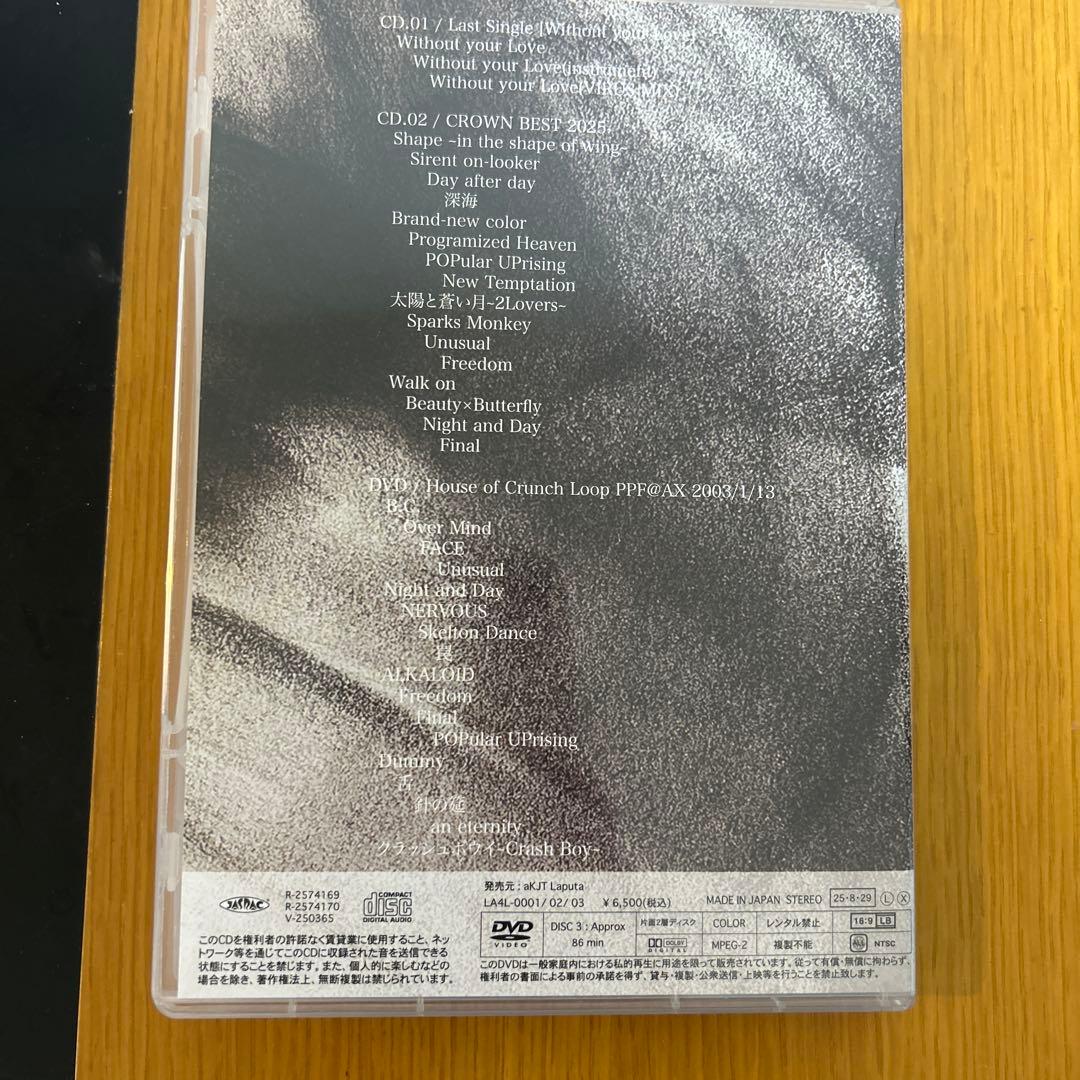 CD.01 / Last Single [Without your Love]
Without your Love
Without your Love(instrument)
Without your Love(VIRUS MIX)
CD.02 / CROWN BEST 2025
Shape ~in the shape of wing~
Sirent on-looker
Day after day
深海
Brand-new color
Programized Heaven
POPular UPrising
New Temptation
太陽と蒼い月~2Lovers~
Sparks Monkey
Unusual
Freedom
Walk on
Beauty×Butterfly
Night and Day
Final
DVD / House of Crunch Loop PPF@AX 2003/1/13
B.G.
Over Mind
FACE
Unusual
Night and Day
NERVOUS
Skelton Dance
罠
ALKALOID
Freedom
Final
POPular UPrising
Dummy
舌
針の筵
an eternity
クラッシュボウイ~Crash Boy~
JASRAC
R-2574169
R-2574170
V-250365
COMPACT
disc
DIGITAL AUDIO
このCDを権利者の許諾なく賃貸業に使用すること、ネッ
トワーク等を通じてこのCDに収録された音を送信できる
状態にすることを禁じます。また、個人的に楽しむなどの
場合を除き、著作権法上、無断複製は禁じられています。
発売元 : aKJT Laputa
LA4L-0001/ 02/ 03 ¥ 6,500(税込)
MADE IN JAPAN STEREO 25・8・29 L X
DVD VIDEO
DISC 3 : Approx 86 min
片面2層ディスク COLOR レンタル禁止 16:9 LB
DOLBY DIGITAL MPEG-2 複製不能 ALL NTSC
このDVDは一般家庭内における私的再生に用途を限って販売されています。従って有償・無償に拘わらず、
権利者の書面による事前の承諾を得ず、貸与・複製・公衆送信・上映等を行うことを禁止致します。